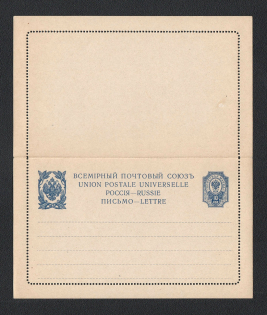 ВСЕМІРНЫЙ ПОЧТОВЫЙ СОЮЗЪ
UNION POSTALE UNIVERSELLE
РОССІЯ—RUSSIE
ПИСЬМО—LETTRE